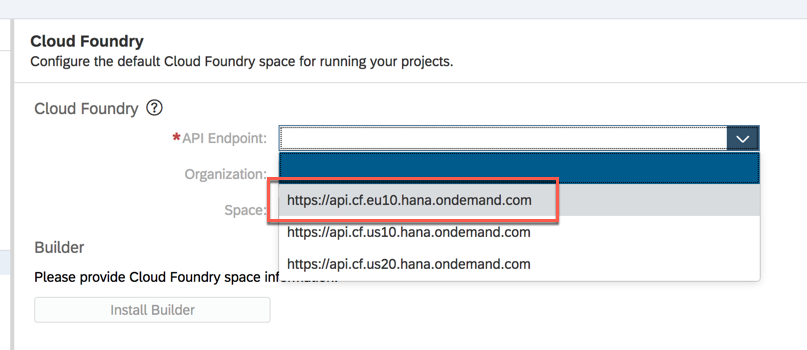 Cloud Foundry
Configure the default Cloud Foundry space for running your projects.
Cloud Foundry ?
*API Endpoint:
Organization:
https://api.cf.eu10.hana.ondemand.com
Space:
https://api.cf.us10.hana.ondemand.com
Builder
https://api.cf.us20.hana.ondemand.com
Please provide Cloud Foundry space information.
Install Builder